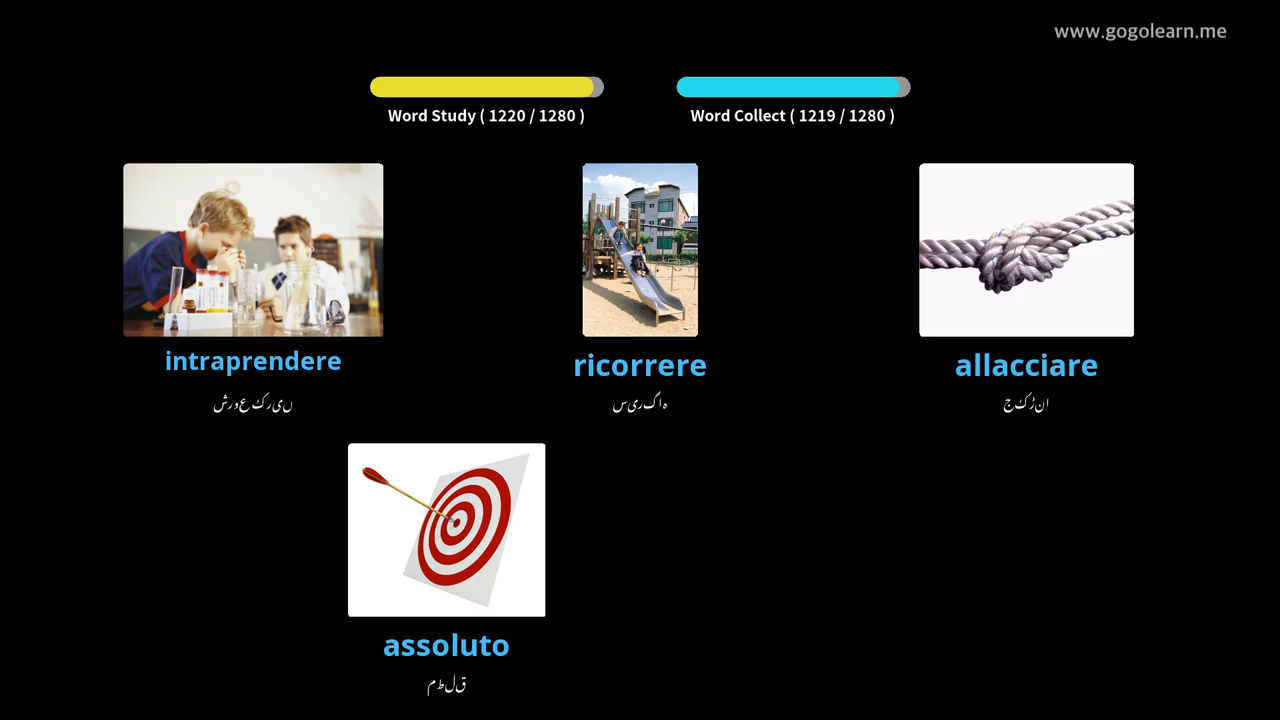 www.gogolearn.me
Word Study ( 1220 / 1280 )
Word Collect ( 1219 / 1280 )
intraprendere
شروع کریں
ricorrere
سیرگاہ
allacciare
جکڑنا
assoluto
مطلق